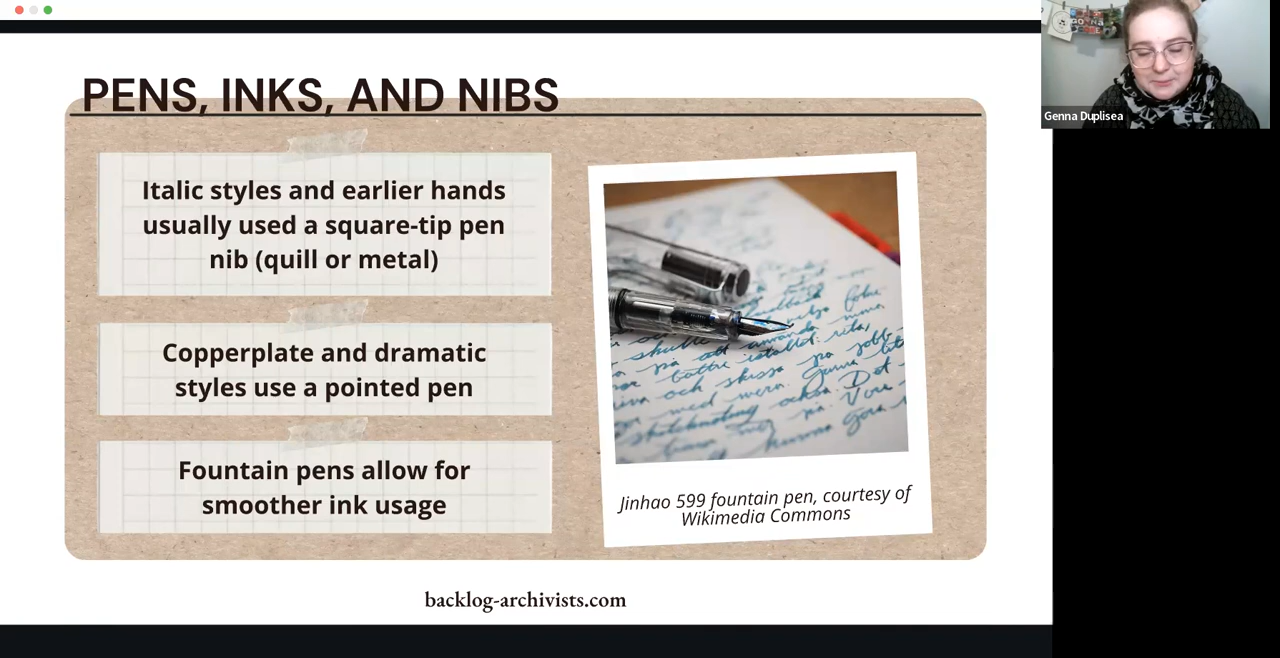 PENS, INKS, AND NIBS
Italic styles and earlier hands
usually used a square-tip pen
nib (quill or metal)
Copperplate and dramatic
styles use a pointed pen
Fountain pens allow for
smoother ink usage
Jinhao 599 fountain pen, courtesy of
Wikimedia Commons
backlog-archivists.com
Genna Duplisea